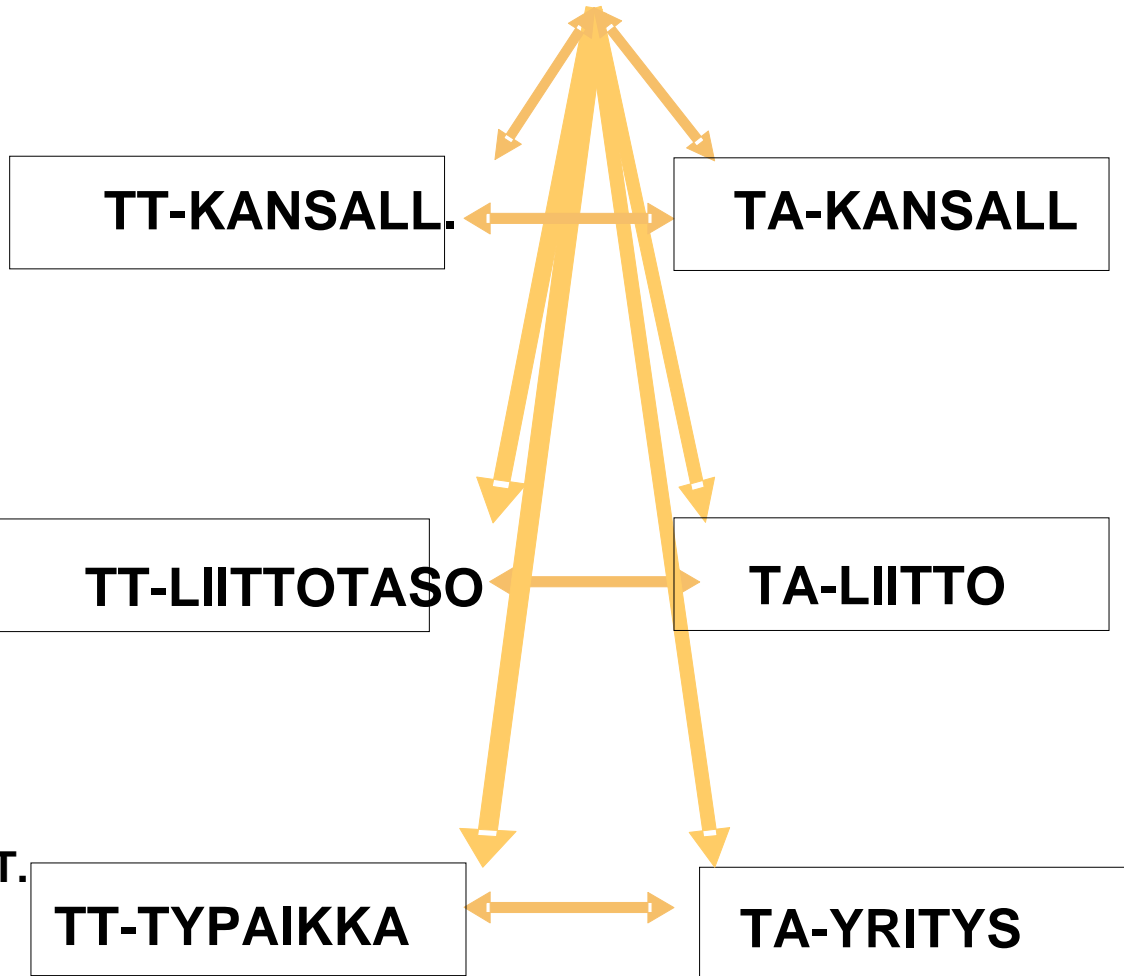 TT-KANSALL.
TA-KANSALL
TT-LIITTOTASO
TA-LIITTO
T.
TT-TYPAIKKA
TA-YRITYS